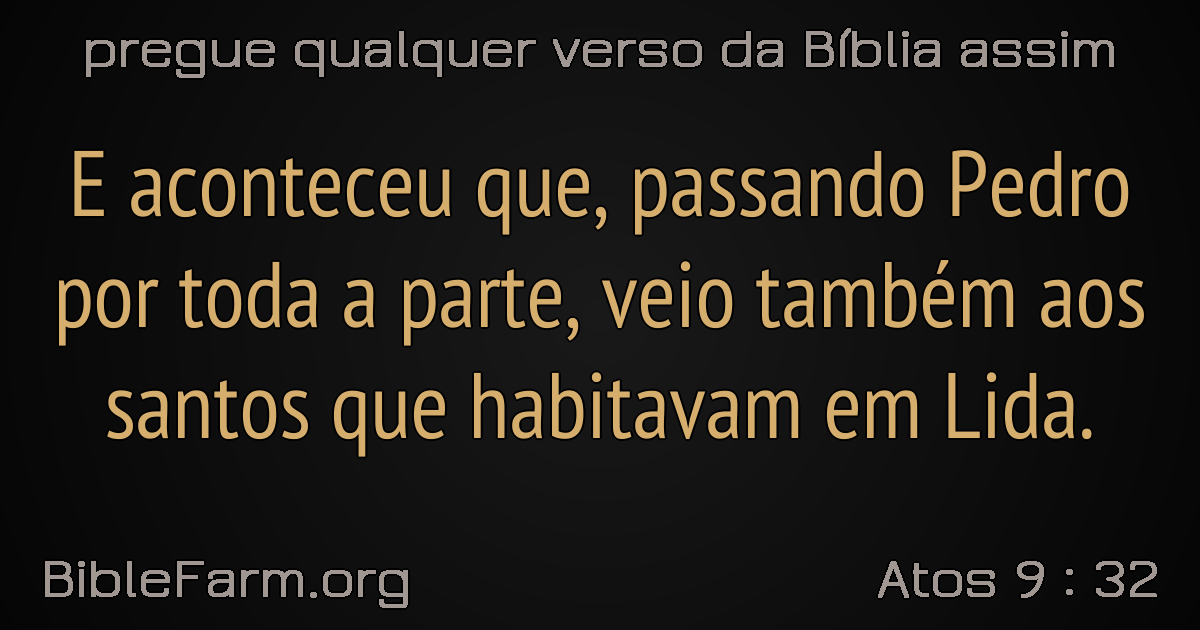 pregue qualquer verso da Bíblia assim
E aconteceu que, passando Pedro
por toda a parte, veio também aos
santos que habitavam em Lida.
BibleFarm.org
Atos 9 : 32